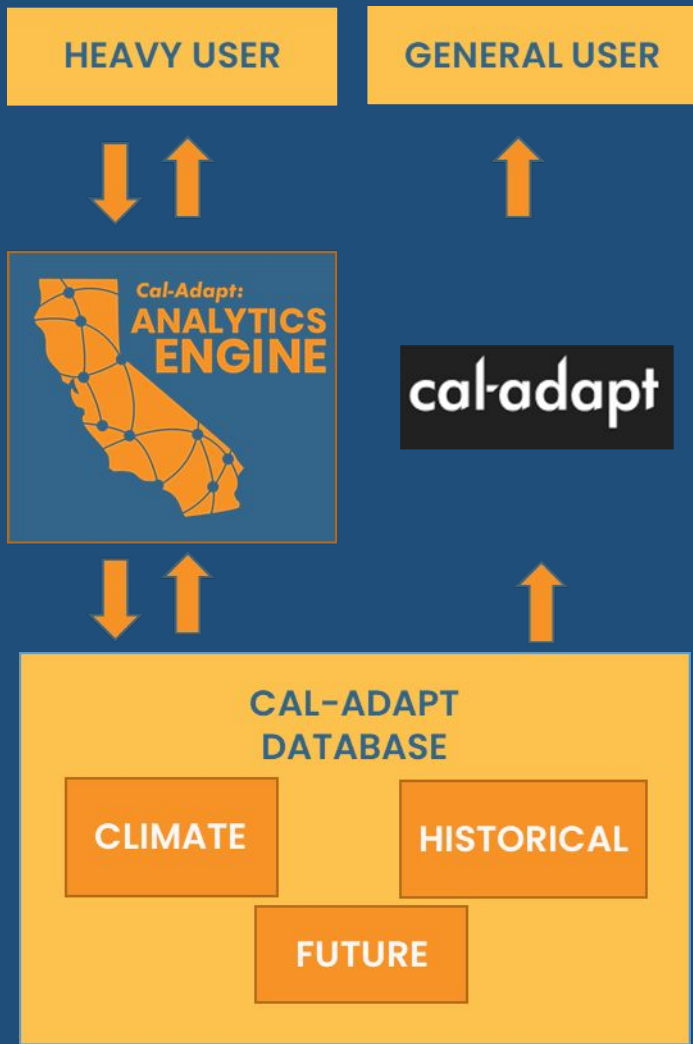 HEAVY USER
GENERAL USER
Cal-Adapt:
ANALYTICS
ENGINE
cal-adapt
CAL-ADAPT
DATABASE
CLIMATE
HISTORICAL
FUTURE